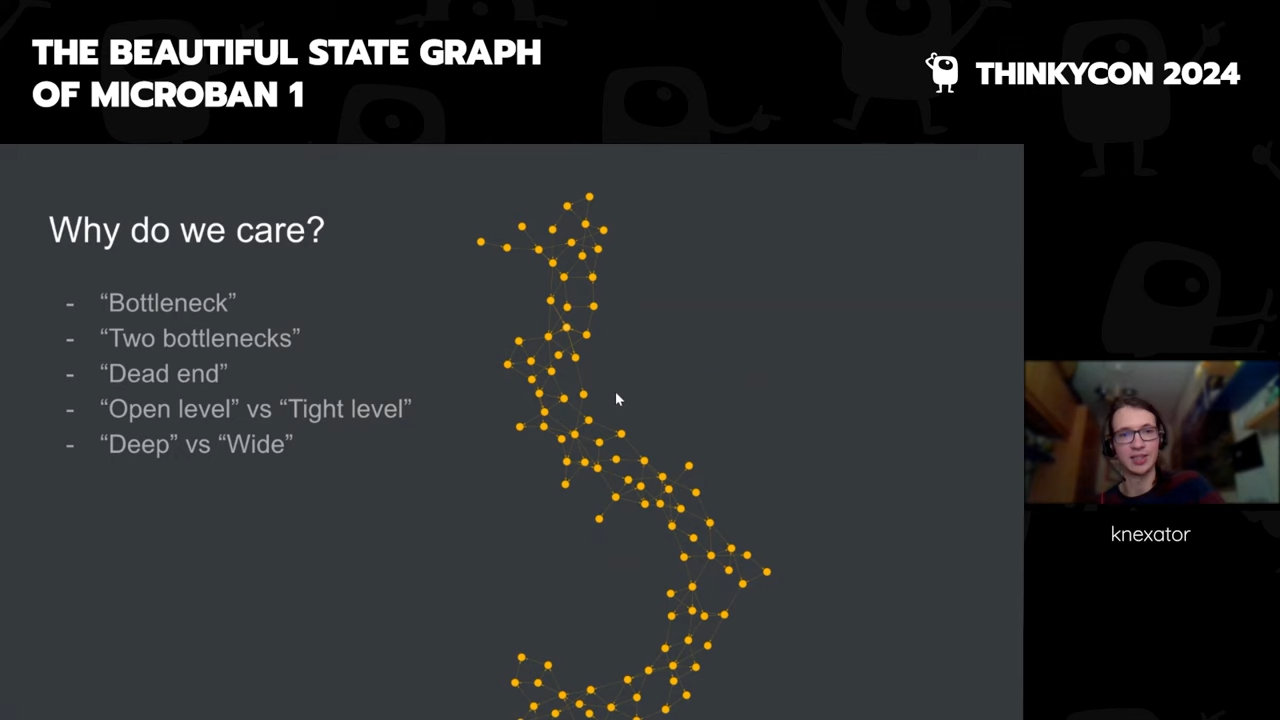 THE BEAUTIFUL STATE GRAPH
OF MICROBAN 1
THINKYCON 2024
Why do we care?
- “Bottleneck”
- “Two bottlenecks”
- “Dead end”
- “Open level” vs “Tight level”
- “Deep” vs “Wide”
knexator